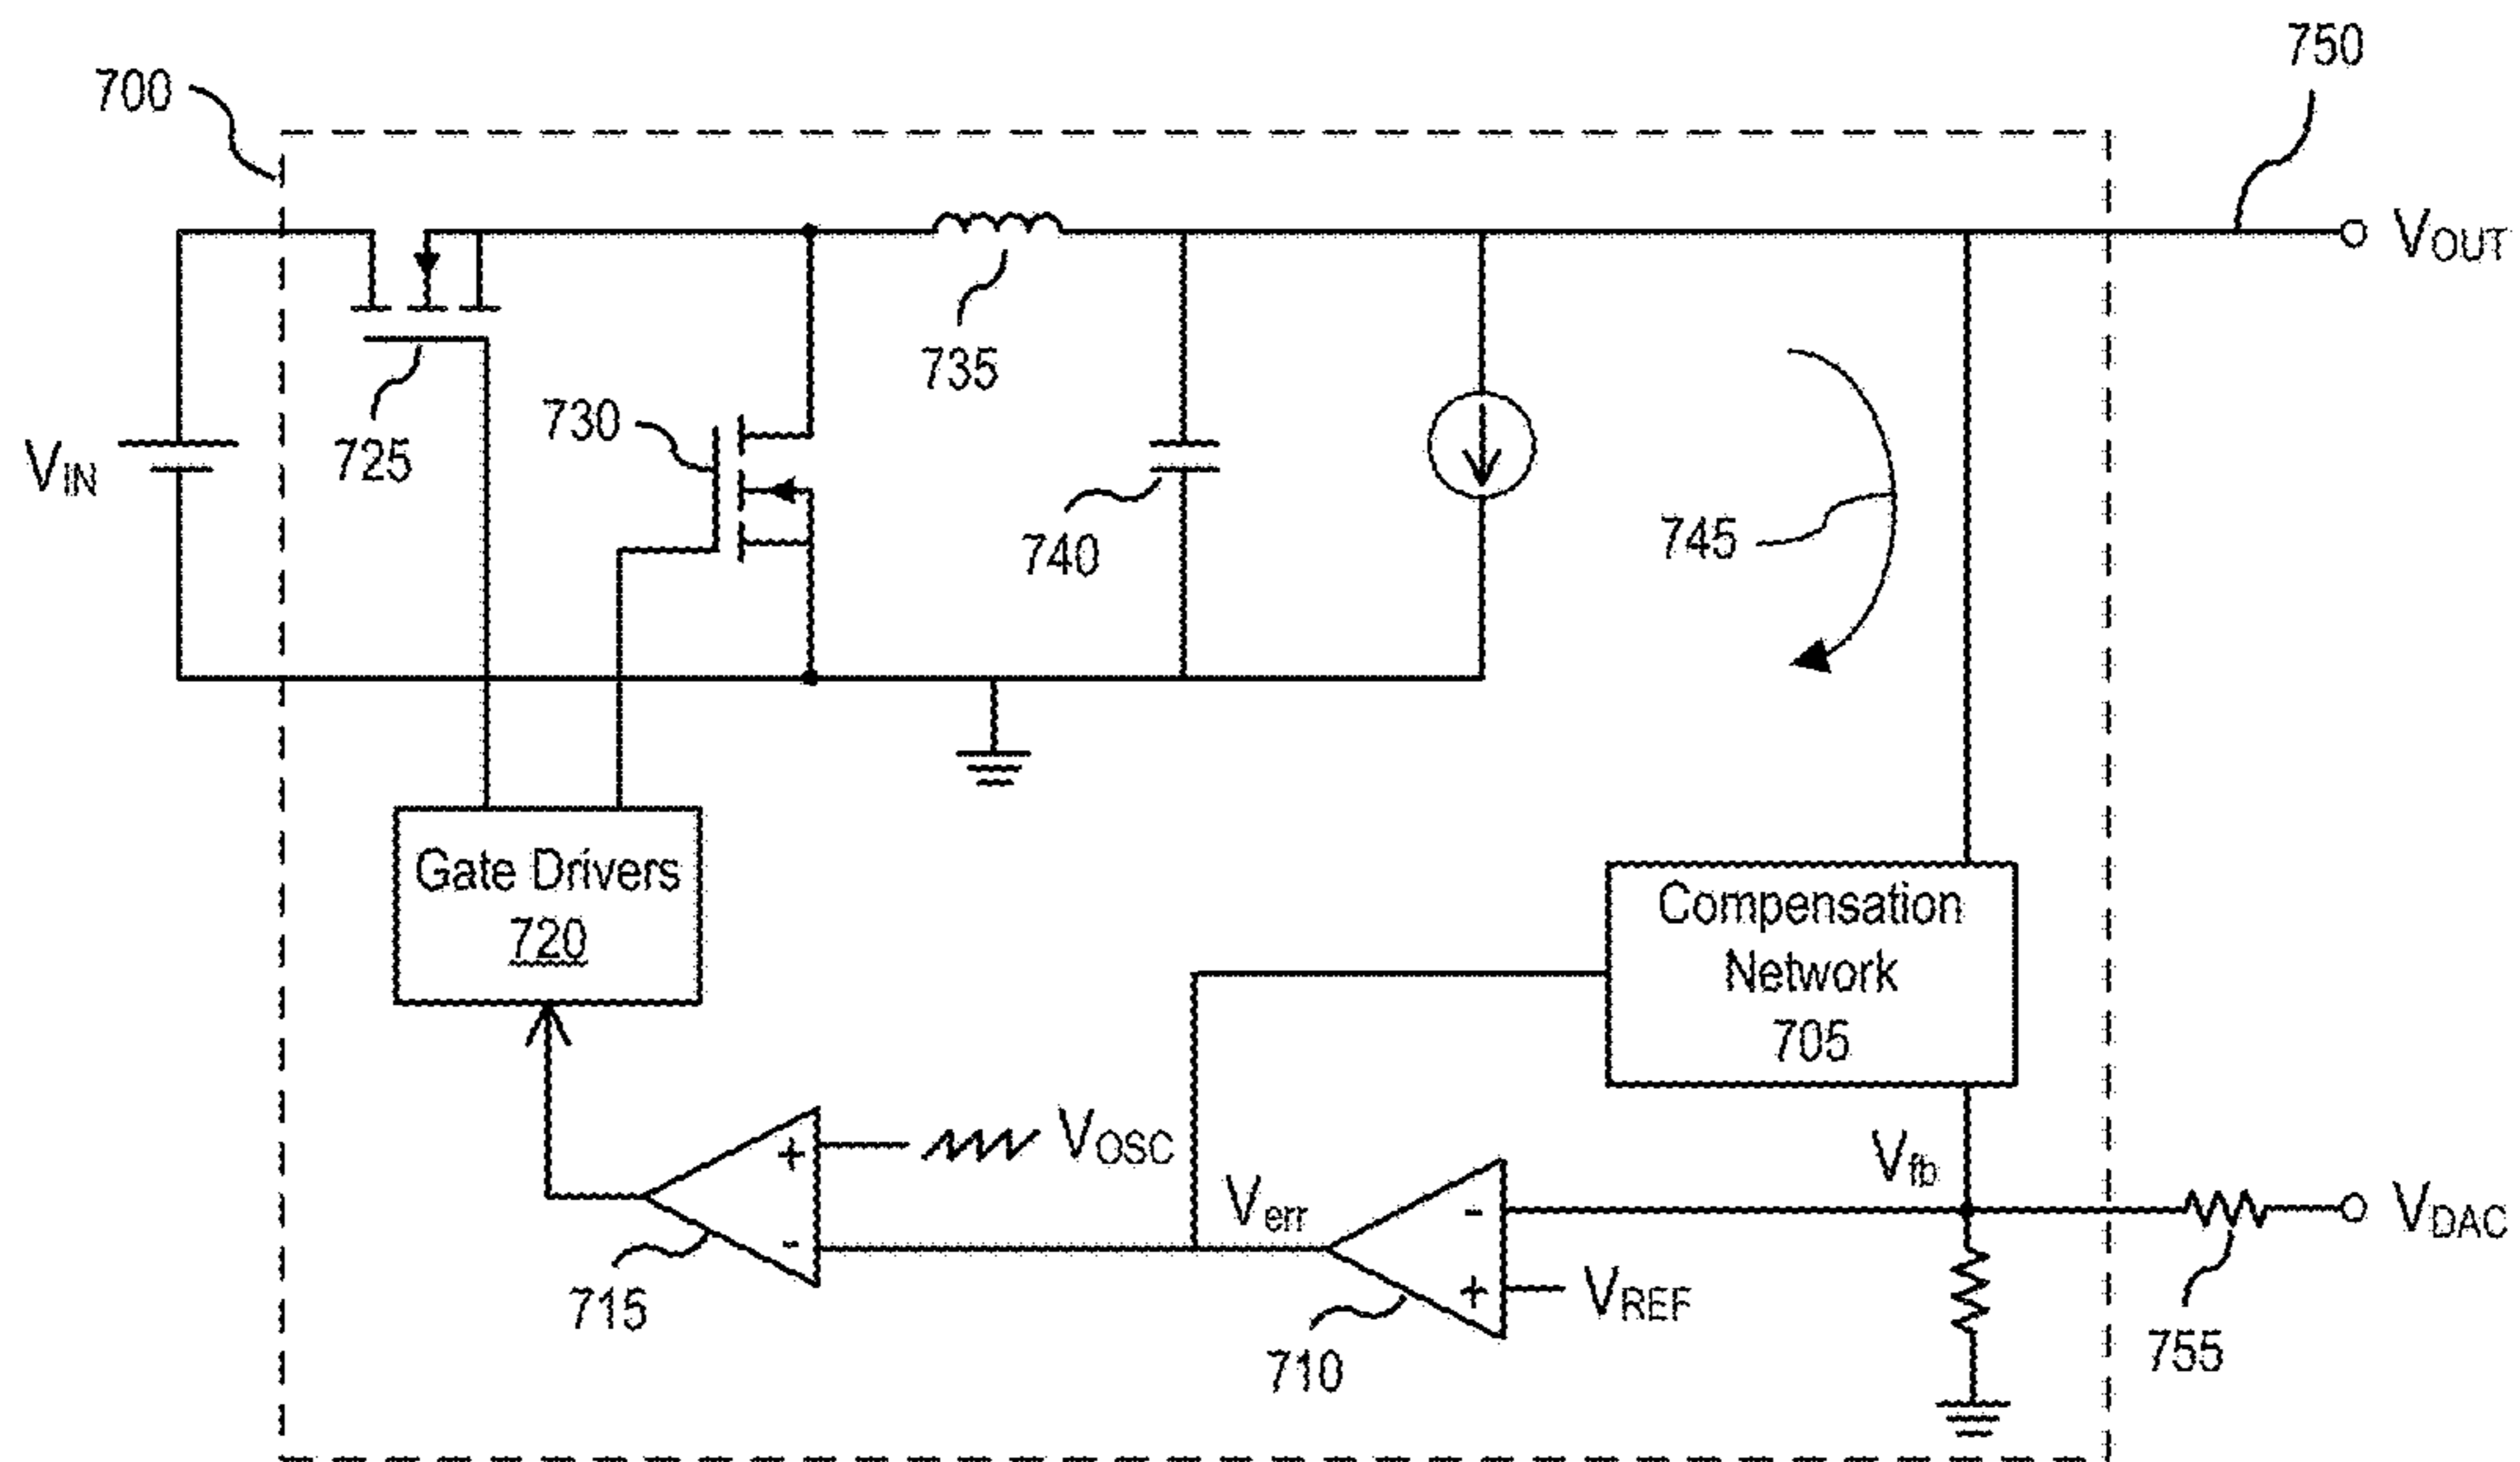 750
700
VOUT
735
725
730
VIN
740
745
Gate Drivers
720
Compensation
Network
705
+
VOSC
Vfb
Verr
-
VDAC
-
+
VREF
715
710
755